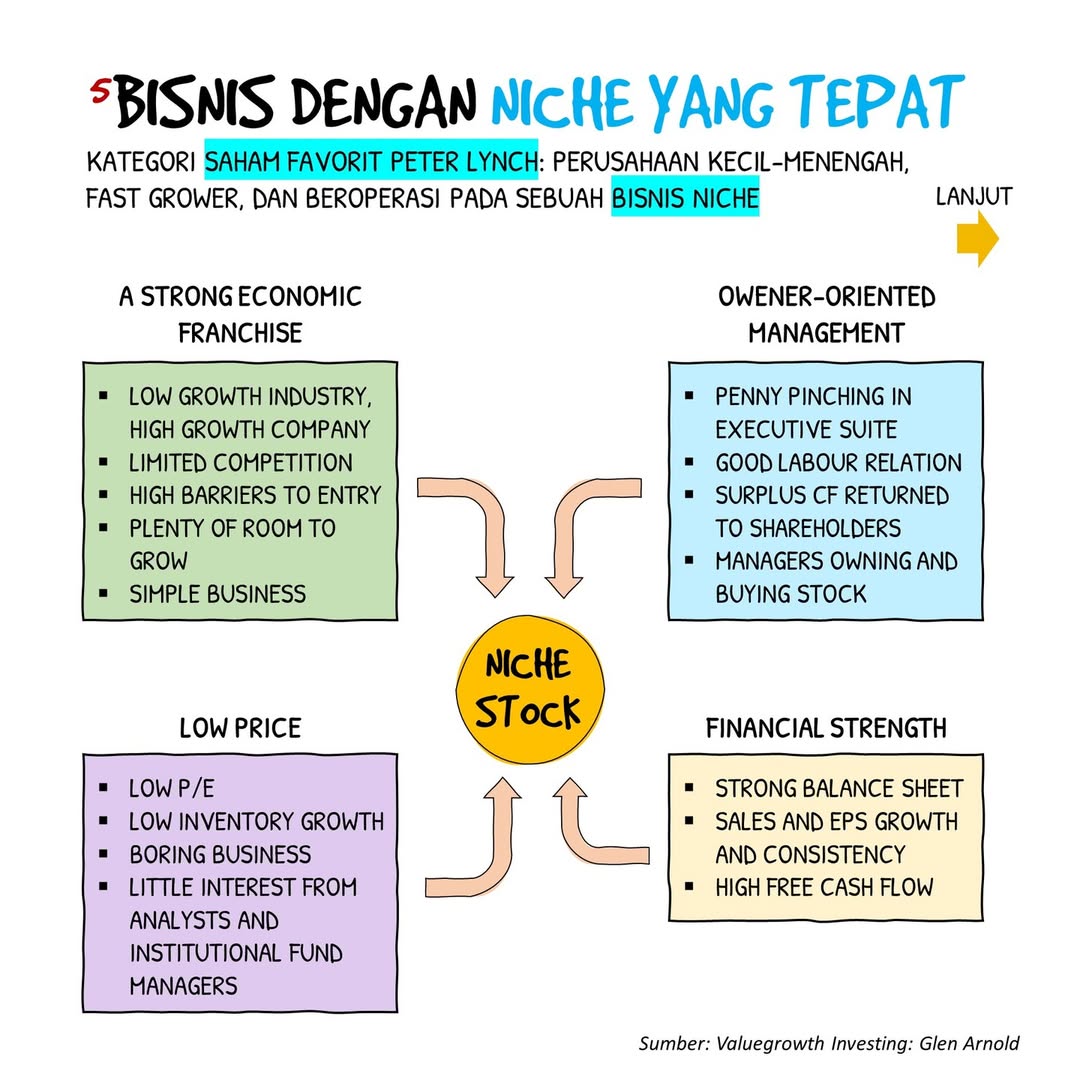 5
BISNIS DENGAN NICHE YANG TEPAT
KATEGORI SAHAM FAVORIT PETER LYNCH: PERUSAHAAN KECIL-MENENGAH,
FAST GROWER, DAN BEROPERASI PADA SEBUAH BISNIS NICHE
LANJUT
A STRONG ECONOMIC
FRANCHISE
▪ LOW GROWTH INDUSTRY,
HIGH GROWTH COMPANY
▪ LIMITED COMPETITION
▪ HIGH BARRIERS TO ENTRY
▪ PLENTY OF ROOM TO
GROW
▪ SIMPLE BUSINESS
OWENER-ORIENTED
MANAGEMENT
▪ PENNY PINCHING IN
EXECUTIVE SUITE
▪ GOOD LABOUR RELATION
▪ SURPLUS CF RETURNED
TO SHAREHOLDERS
▪ MANAGERS OWNING AND
BUYING STOCK
NICHE
STOCK
LOW PRICE
▪ LOW P/E
▪ LOW INVENTORY GROWTH
▪ BORING BUSINESS
▪ LITTLE INTEREST FROM
ANALYSTS AND
INSTITUTIONAL FUND
MANAGERS
FINANCIAL STRENGTH
▪ STRONG BALANCE SHEET
▪ SALES AND EPS GROWTH
AND CONSISTENCY
▪ HIGH FREE CASH FLOW
Sumber: Valuegrowth Investing: Glen Arnold